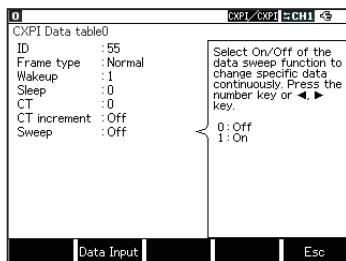 0
CXPI/CXPI CH1
CXPI Data table0
ID :55
Frame type :Normal
Wakeup :1
Sleep :0
CT :0
CT increment :Off
Sweep :Off
Select On/Off of the
data sweep function to
change specific data
continuously. Press the
number key or ◄, ►
key.
0:Off
1:On
Data Input
Esc